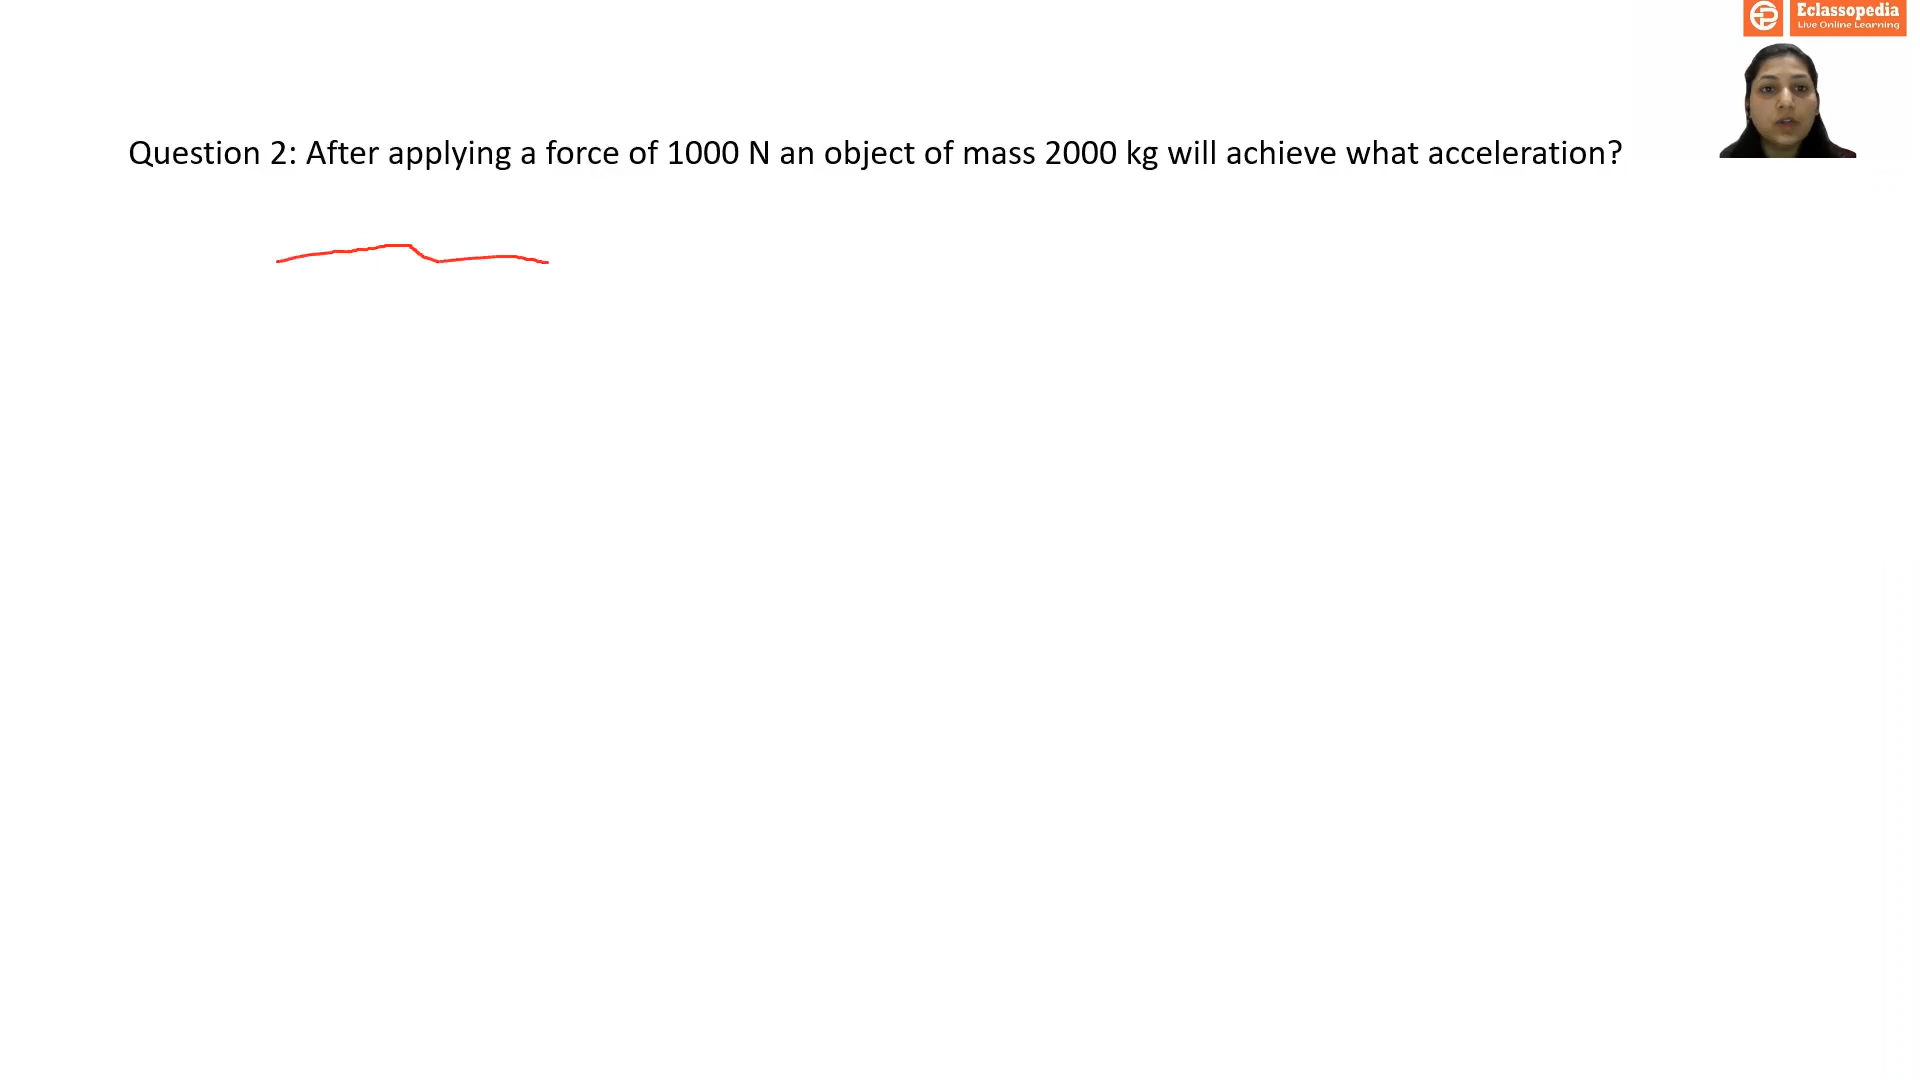 Eclassopedia
Live Online Learning
Question 2: After applying a force of 1000 N an object of mass 2000 kg will achieve what acceleration?